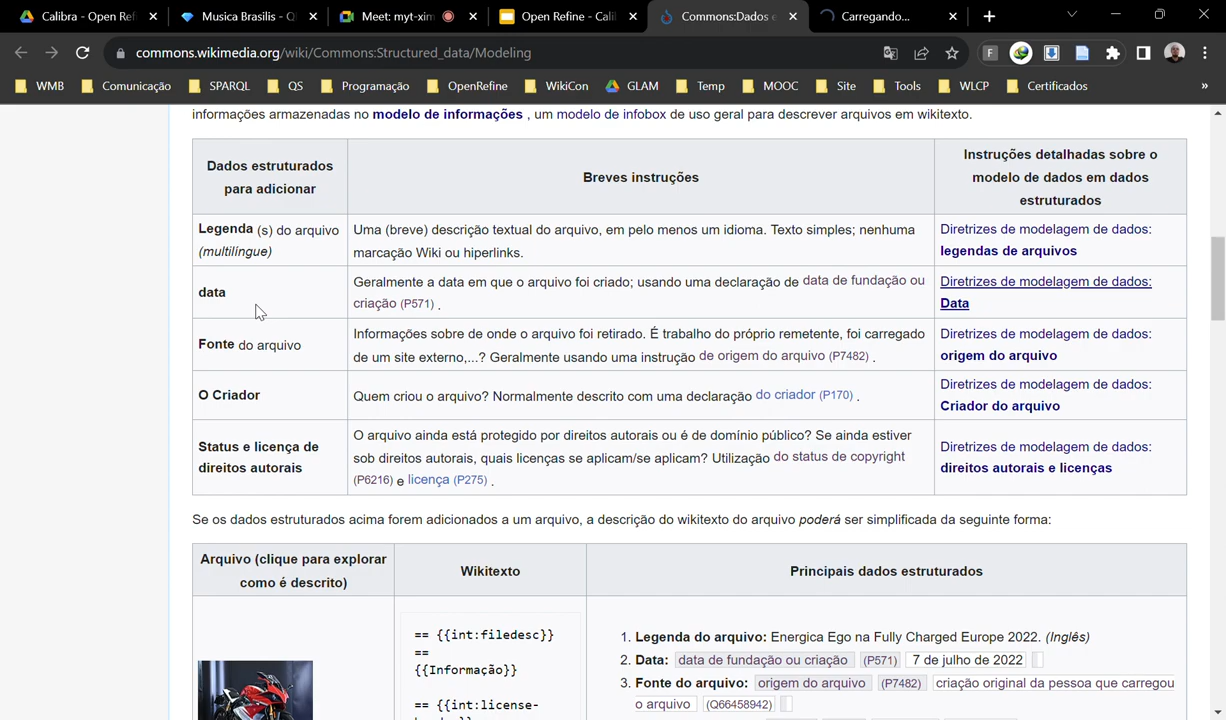 Calibra - Open Refi
Musica Brasilis - Q
Meet: myt-xim
Open Refine - Calib
Commons:Dados e
Carregando...
commons.wikimedia.org/wiki/Commons:Structured_data/Modeling
WMB Comunicação SPARQL QS Programação OpenRefine WikiCon GLAM Temp MOOC Site Tools WLCP Certificados »
informações armazenadas no modelo de informações , um modelo de infobox de uso geral para descrever arquivos em wikitexto.
Dados estruturados
para adicionar
Breves instruções
Instruções detalhadas sobre o
modelo de dados em dados
estruturados
Legenda (s) do arquivo
(multilíngue)
Uma (breve) descrição textual do arquivo, em pelo menos um idioma. Texto simples; nenhuma
marcação Wiki ou hiperlinks.
Diretrizes de modelagem de dados:
legendas de arquivos
data
Geralmente a data em que o arquivo foi criado; usando uma declaração de data de fundação ou
criação (P571) .
Diretrizes de modelagem de dados:
Data
Fonte do arquivo
Informações sobre de onde o arquivo foi retirado. É trabalho do próprio remetente, foi carregado
de um site externo,...? Geralmente usando uma instrução de origem do arquivo (P7482) .
Diretrizes de modelagem de dados:
origem do arquivo
O Criador
Quem criou o arquivo? Normalmente descrito com uma declaração do criador (P170) .
Diretrizes de modelagem de dados:
Criador do arquivo
Status e licença de
direitos autorais
O arquivo ainda está protegido por direitos autorais ou é de domínio público? Se ainda estiver
sob direitos autorais, quais licenças se aplicam/se aplicam? Utilização do status de copyright
(P6216) e licença (P275) .
Diretrizes de modelagem de dados:
direitos autorais e licenças
Se os dados estruturados acima forem adicionados a um arquivo, a descrição do wikitexto do arquivo poderá ser simplificada da seguinte forma:
Arquivo (clique para explorar
como é descrito)
Wikitexto
Principais dados estruturados
== {{int:filedesc}}
==
{{Informação}}
== {{int:license-
1. Legenda do arquivo: Energica Ego na Fully Charged Europe 2022. (Inglês)
2. Data: data de fundação ou criação (P571) 7 de julho de 2022
3. Fonte do arquivo: origem do arquivo (P7482) criação original da pessoa que carregou
o arquivo (Q66458942)